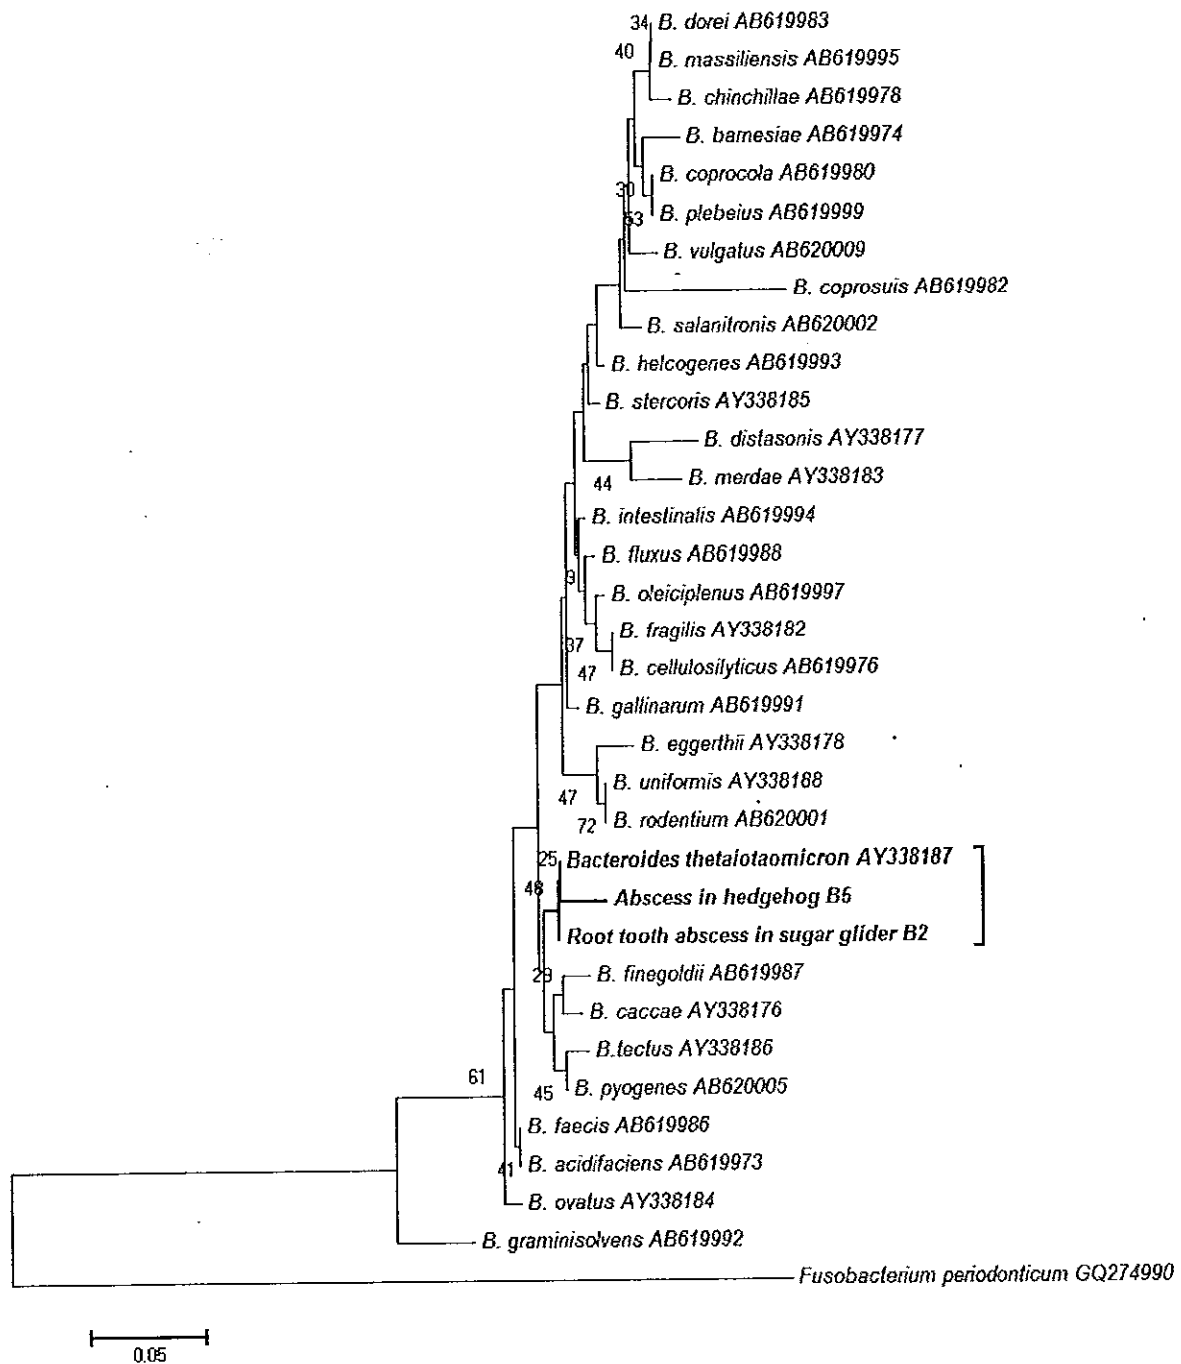 34 B. dorei AB619983
40
B. massiliensis AB619995
B. chinchillae AB619978
B. barnesiae AB619974
B. coprocola AB619980
30
B. plebeius AB619999
53
B. vulgatus AB620009
B. coprosuis AB619982
B. salanitronis AB620002
B. helcogenes AB619993
B. stercoris AY338185
B. distasonis AY338177
B. merdae AY338183
44
B. intestinalis AB619994
B. fluxus AB619988
9
B. oleiciplenus AB619997
B. fragilis AY338182
37
B. cellulosilyticus AB619976
47
B. gallinarum AB619991
B. eggerthii AY338178
B. uniformis AY338188
47
72 B. rodentium AB620001
25 Bacteroides thetaiotaomicron AY338187
48
Abscess in hedgehog B5
Root tooth abscess in sugar glider B2
29 B. finegoldii AB619987
B. caccae AY338176
B.tectus AY338186
61
45 B. pyogenes AB620005
B. faecis AB619986
41 B. acidifaciens AB619973
B. ovatus AY338184
B. graminisolvens AB619992
Fusobacterium periodonticum GQ274990
0.05